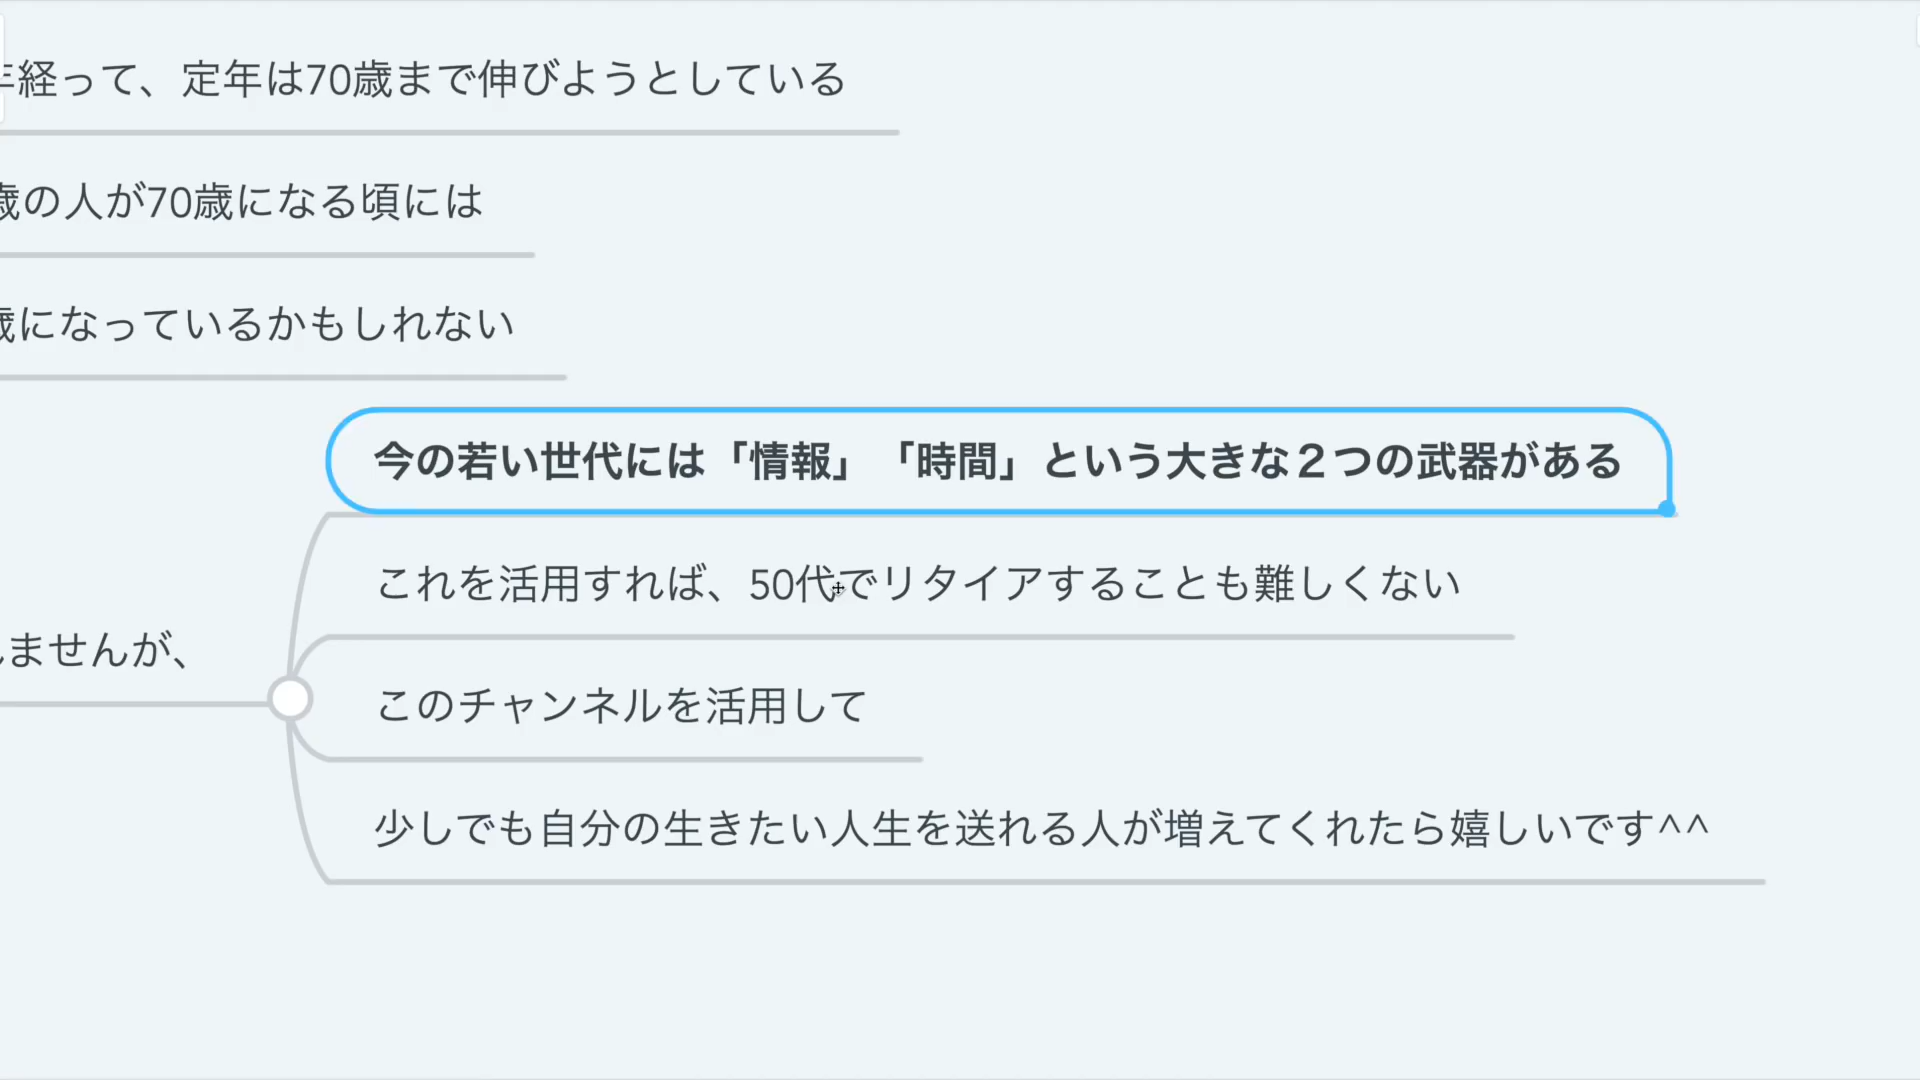 経って、定年は70歳まで伸びようとしている
歳の人が70歳になる頃には
歳になっているかもしれない
今の若い世代には「情報」「時間」という大きな２つの武器がある
これを活用すれば、50代でリタイアすることも難しくない
ませんが、
このチャンネルを活用して
少しでも自分の生きたい人生を送れる人が増えてくれたら嬉しいです^^